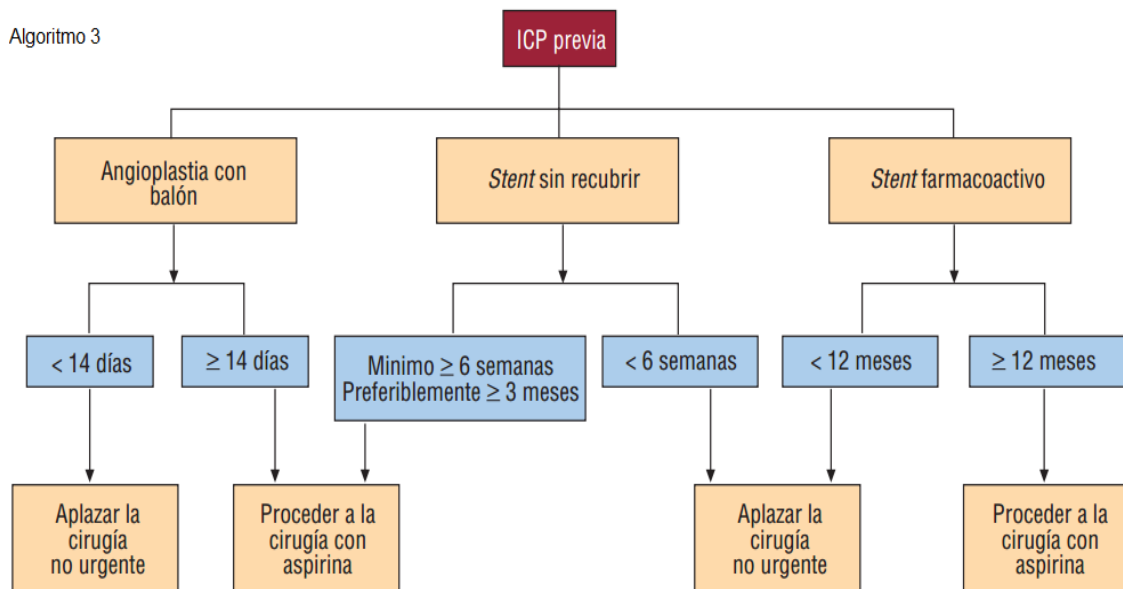 Algoritmo 3
ICP previa
Angioplastia con
balón
Stent sin recubrir
Stent farmacoactivo
< 14 días
≥ 14 días
Minimo ≥ 6 semanas
Preferiblemente ≥ 3 meses
< 6 semanas
< 12 meses
≥ 12 meses
Aplazar la
cirugía
no urgente
Proceder a la
cirugía con
aspirina
Aplazar la
cirugía
no urgente
Proceder a la
cirugía con
aspirina